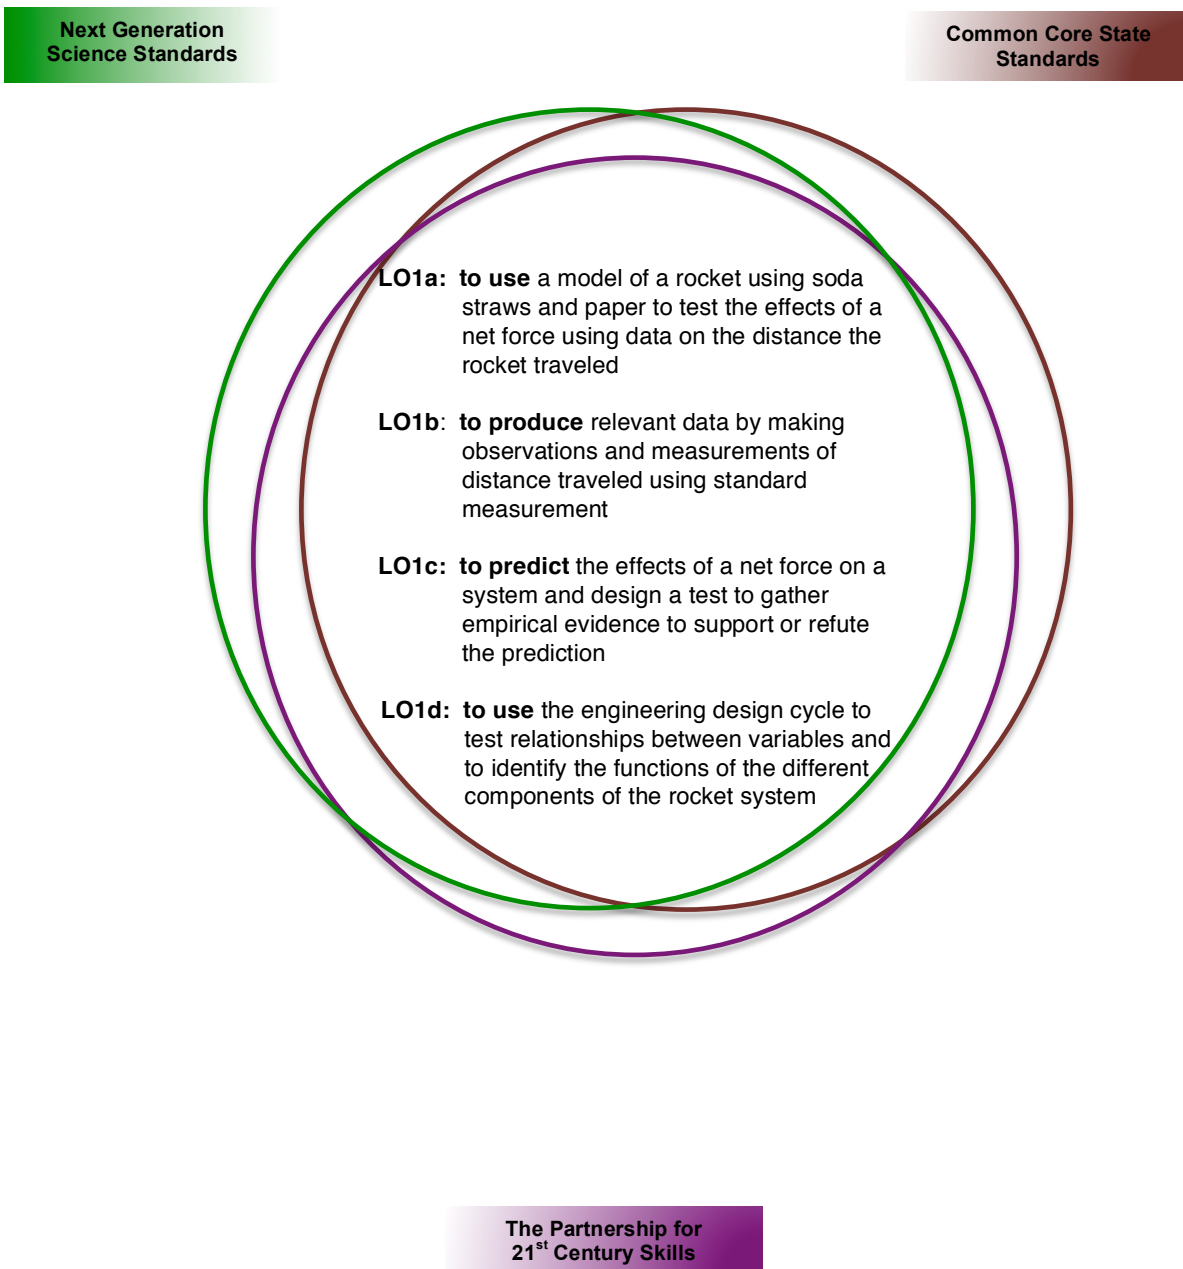 Next Generation
Science Standards
Common Core State
Standards
LO1a: to use a model of a rocket using soda
straws and paper to test the effects of a
net force using data on the distance the
rocket traveled
LO1b: to produce relevant data by making
observations and measurements of
distance traveled using standard
measurement
LO1c: to predict the effects of a net force on a
system and design a test to gather
empirical evidence to support or refute
the prediction
LO1d: to use the engineering design cycle to
test relationships between variables and
to identify the functions of the different
components of the rocket system
The Partnership for
21st Century Skills